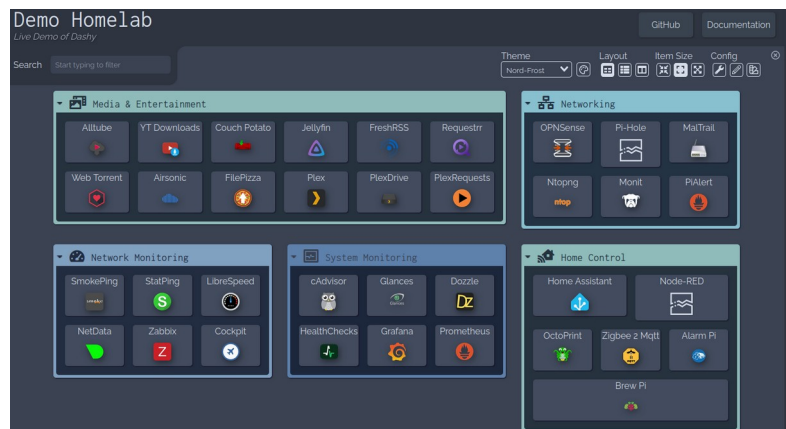 Demo Homelab
Live Demo of Dashy
GitHub
Documentation
Search
Start typing to filter
Theme
Nord-Frost
Layout
Item Size
Config
Media & Entertainment
Alltube
YT Downloads
Couch Potato
Jellyfin
FreshRSS
Requestrr
Web Torrent
Airsonic
FilePizza
Plex
PlexDrive
PlexRequests
Networking
OPNSense
Pi-Hole
MalTrail
Ntopng
Monit
PiAlert
ntop
Network Monitoring
SmokePing
StatPing
LibreSpeed
S
NetData
Zabbix
Cockpit
Z
System Monitoring
cAdvisor
Glances
Dozzle
DZ
HealthChecks
Grafana
Prometheus
Home Control
Home Assistant
Node-RED
OctoPrint
Zigbee 2 Mqtt
Alarm Pi
Brew Pi